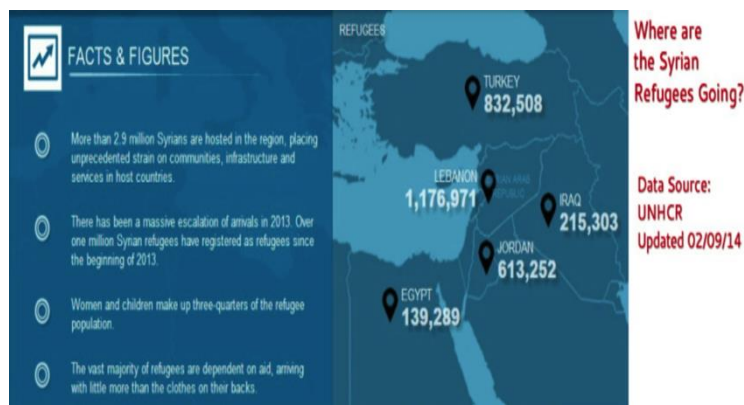 FACTS & FIGURES
More than 2.9 million Syrians are hosted in the region, placing
unprecedented strain on communities, infrastructure and
services in host countries.
There has been a massive escalation of arrivals in 2013. Over
one million Syrian refugees have registered as refugees since
the beginning of 2013.
Women and children make up three-quarters of the refugee
population.
The vast majority of refugees are dependent on aid, arriving
with little more than the clothes on their backs.
REFUGEES
TURKEY
832,508
LEBANON
1,176,971
ARAB
REPUBLIC
IRAQ
215,303
JORDAN
613,252
EGYPT
139,289
Where are
the Syrian
Refugees Going?
Data Source:
UNHCR
Updated 02/09/14